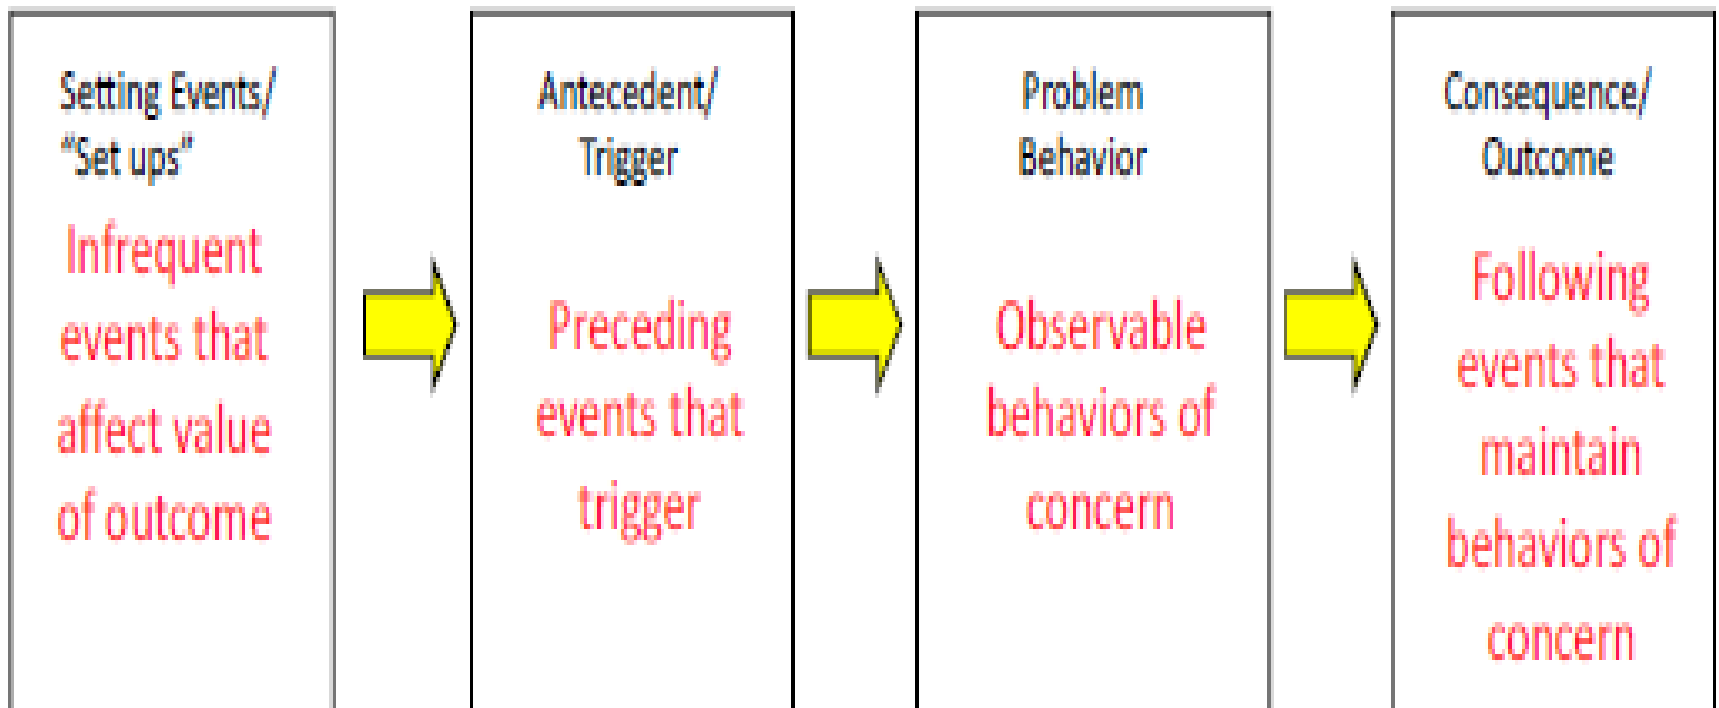 Setting Events/
“Set ups”
Infrequent
events that
affect value
of outcome
Antecedent/
Trigger
Preceding
events that
trigger
Problem
Behavior
Observable
behaviors of
concern
Consequence/
Outcome
Following
events that
maintain
behaviors of
concern